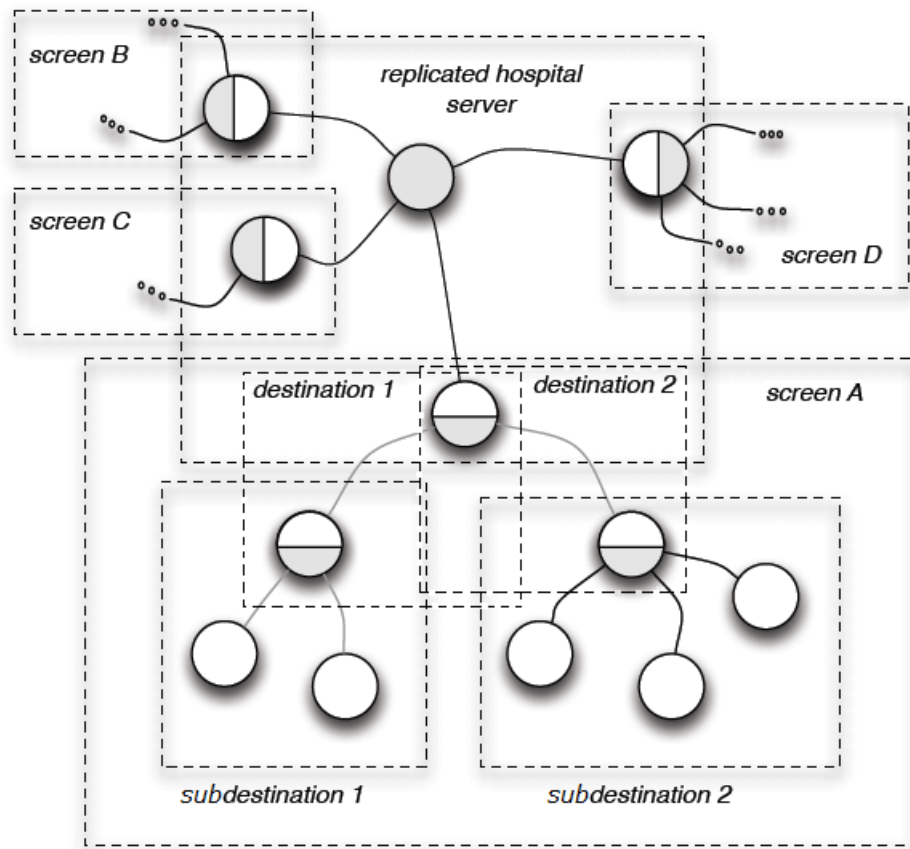 screen B
replicated hospital
server
screen C
screen D
destination 1
destination 2
screen A
subdestination 1
subdestination 2